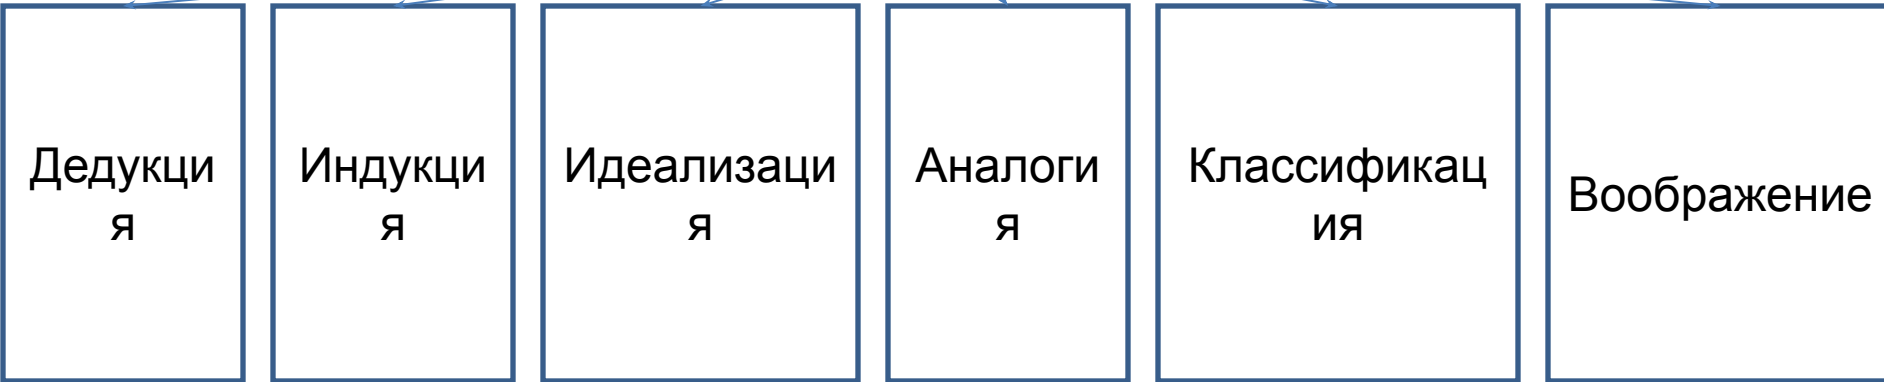 Дедукци
я
Индукци
я
Идеализаци
я
Аналоги
я
Классификац
ия
Воображение